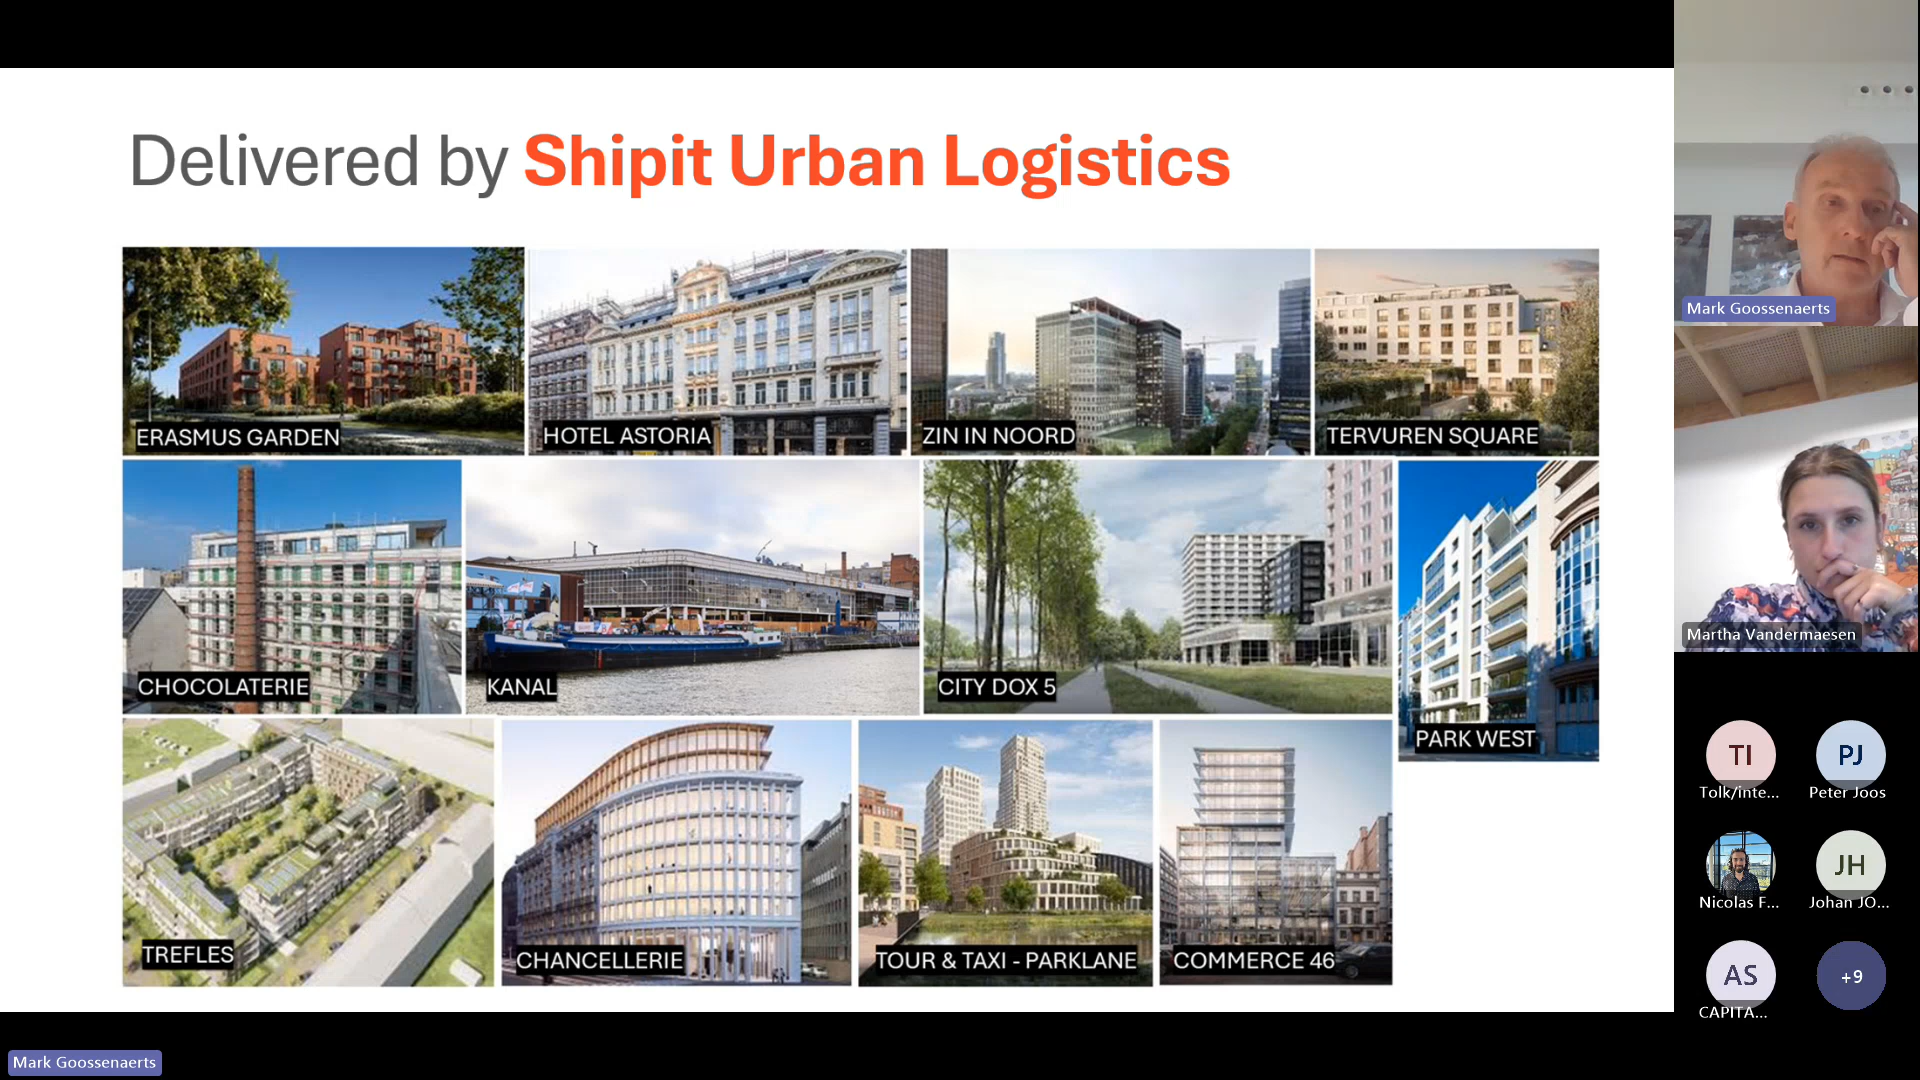 Delivered by Shipit Urban Logistics
ERASMUS GARDEN
HOTEL ASTORIA
ZIN IN NOORD
TERVUREN SQUARE
CHOCOLATERIE
KANAL
CITY DOX 5
PARK WEST
TREFLES
CHANCELLERIE
TOUR & TAXI - PARKLANE
COMMERCE 46
Mark Goossenaerts
Martha Vandermaesen
TI
Tolk/inte...
PJ
Peter Joos
Nicolas F...
JH
Johan JO...
AS
CAPITA...
+9
Mark Goossenaerts